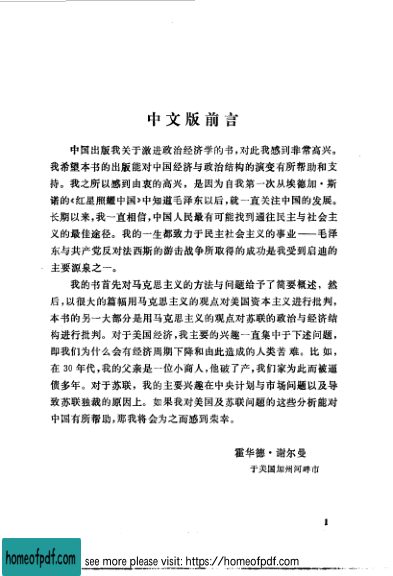 中文版前言
中国出版我关于激进政治经济学的书，对此我感到非常高兴。
我希望本书的出版能对中国经济与政治结构的演变有所帮助和支
持。我之所以感到由衷的高兴，是因为自我第一次从埃德加·斯
诺的《红星照耀中国》中知道毛泽东以后，就一直关注中国的发展。
长期以来，我一直相信，中国人民最有可能找到通往民主与社会主
义的最佳途径。我的一生都致力于民主社会主义的事业——毛泽
东与共产党反对法西斯的游击战争所取得的成功是我受到启迪的
主要源泉之一。
我的书首先对马克思主义的方法与问题给予了简要概述，然
后，以很大的篇幅用马克思主义的观点对美国资本主义进行批判，
本书的另一大部分是用马克思主义的观点对苏联的政治与经济结
构进行批判。对于美国经济，我主要的兴趣一直集中于下述问题，
即我们为什么会有经济周期下降和由此造成的人类苦难。比如，
在30年代，我的父亲是一位小商人，他破了产，我们家为此而被逼
债多年。对于苏联，我的主要兴趣在中央计划与市场问题以及导
致苏联独裁的原因上。如果我对美国及苏联问题的这些分析能对
中国有所帮助，那我将会为之而感到荣幸。
霍华德·谢尔曼
于美国加州河畔市
1
homeofpdf.com
see more please visit: https://homeofpdf.com